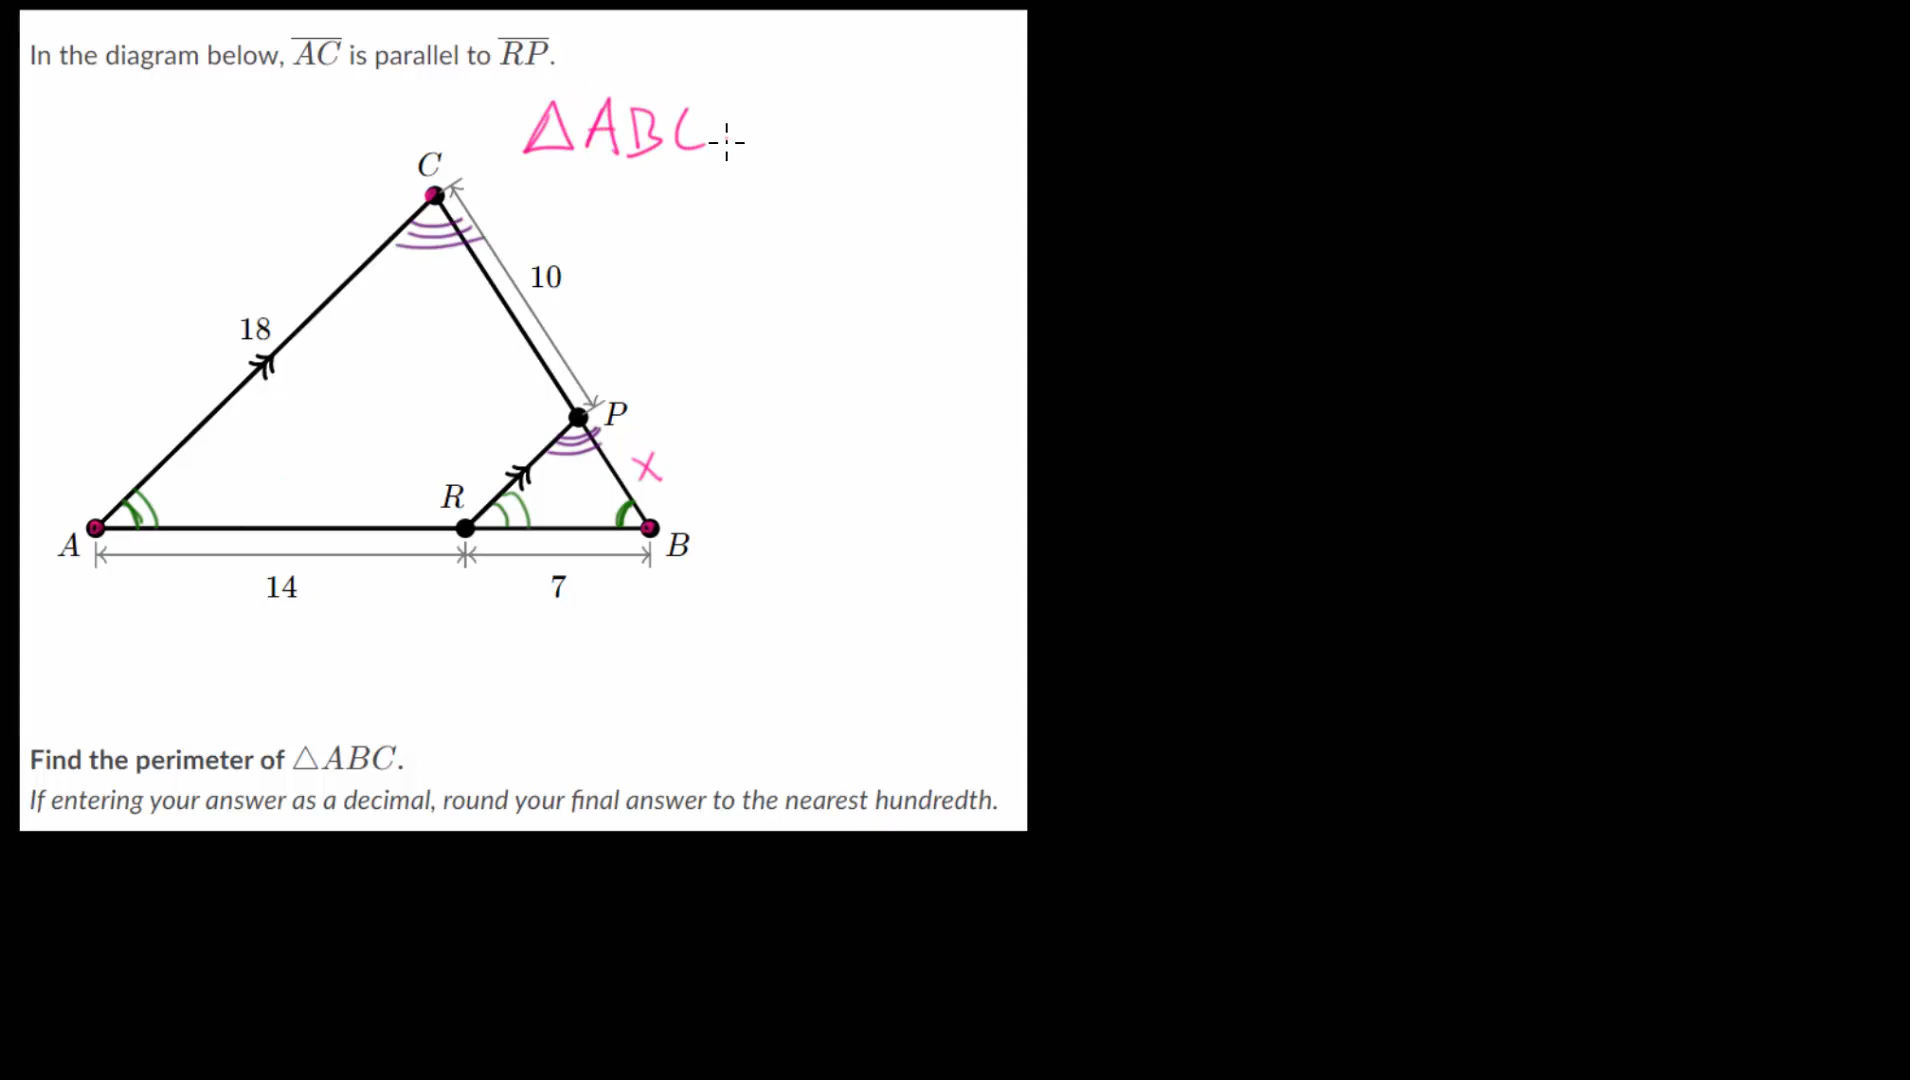 In the diagram below, AC is parallel to RP.
△ABC
C
10
18
P
x
R
A
B
14
7
Find the perimeter of △ABC.
If entering your answer as a decimal, round your final answer to the nearest hundredth.